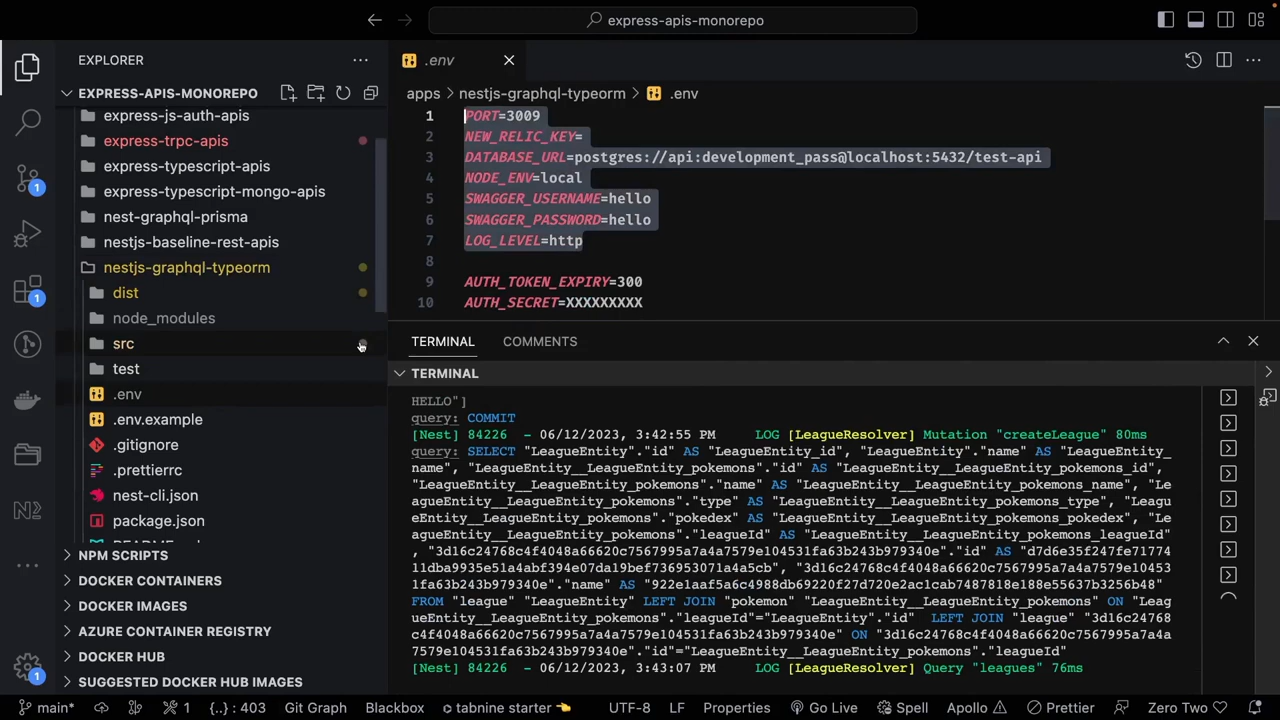 express-apis-monorepo
EXPLORER
EXPRESS-APIS-MONOREPO
express-js-auth-apis
express-trpc-apis
express-typescript-apis
express-typescript-mongo-apis
nest-graphql-prisma
nestjs-baseline-rest-apis
nestjs-graphql-typeorm
dist
node_modules
src
test
.env
.env.example
.gitignore
.prettierrc
nest-cli.json
package.json
NPM SCRIPTS
DOCKER CONTAINERS
DOCKER IMAGES
AZURE CONTAINER REGISTRY
DOCKER HUB
SUGGESTED DOCKER HUB IMAGES
1
1
1
.env
apps > nestjs-graphql-typeorm > .env
1 PORT=3009
2 NEW_RELIC_KEY=
3 DATABASE_URL=postgres://api:development_pass@localhost:5432/test-api
4 NODE_ENV=local
5 SWAGGER_USERNAME=hello
6 SWAGGER_PASSWORD=hello
7 LOG_LEVEL=http
8
9 AUTH_TOKEN_EXPIRY=300
10 AUTH_SECRET=XXXXXXXXX
TERMINAL COMMENTS
TERMINAL
HELLO"]
query: COMMIT
[Nest] 84226 - 06/12/2023, 3:42:55 PM LOG [LeagueResolver] Mutation "createLeague" 80ms
query: SELECT "LeagueEntity"."id" AS "LeagueEntity_id", "LeagueEntity"."name" AS "LeagueEntity_
name", "LeagueEntity__LeagueEntity_pokemons"."id" AS "LeagueEntity__LeagueEntity_pokemons_id",
"LeagueEntity__LeagueEntity_pokemons"."name" AS "LeagueEntity__LeagueEntity_pokemons_name", "Le
agueEntity__LeagueEntity_pokemons"."type" AS "LeagueEntity__LeagueEntity_pokemons_type", "Leagu
eEntity__LeagueEntity_pokemons"."pokedex" AS "LeagueEntity__LeagueEntity_pokemons_pokedex", "Le
agueEntity__LeagueEntity_pokemons"."leagueId" AS "LeagueEntity__LeagueEntity_pokemons_leagueId"
, "3d16c24768c4f4048a66620c7567995a7a4a7579e104531fa63b243b979340e"."id" AS "d7d6e35f247fe71774
11dba9935e51a4abf394e07da19bef6956753071a4a5cb", "3d16c24768c4f4048a66620c7567995a7a4a7579e10453
1fa63b243b979340e"."name" AS "922e1aaf5a6c4988db69220f27d720e2ac1cab7487818e188e55637b3256b48"
FROM "league" "LeagueEntity" LEFT JOIN "pokemon" "LeagueEntity__LeagueEntity_pokemons" ON "Leag
ueEntity__LeagueEntity_pokemons"."leagueId"="LeagueEntity"."id" LEFT JOIN "league" "3d16c24768
c4f4048a66620c7567995a7a4a7579e104531fa63b243b979340e" ON "3d16c24768c4f4048a66620c7567995a7a4a
7579e104531fa63b243b979340e"."id"="LeagueEntity__LeagueEntity_pokemons"."leagueId"
[Nest] 84226 - 06/12/2023, 3:43:07 PM LOG [LeagueResolver] Query "leagues" 76ms
main* 1 {..} : 403 Git Graph Blackbox tabnine starter UTF-8 LF Properties Go Live Spell Apollo Prettier Zero Two